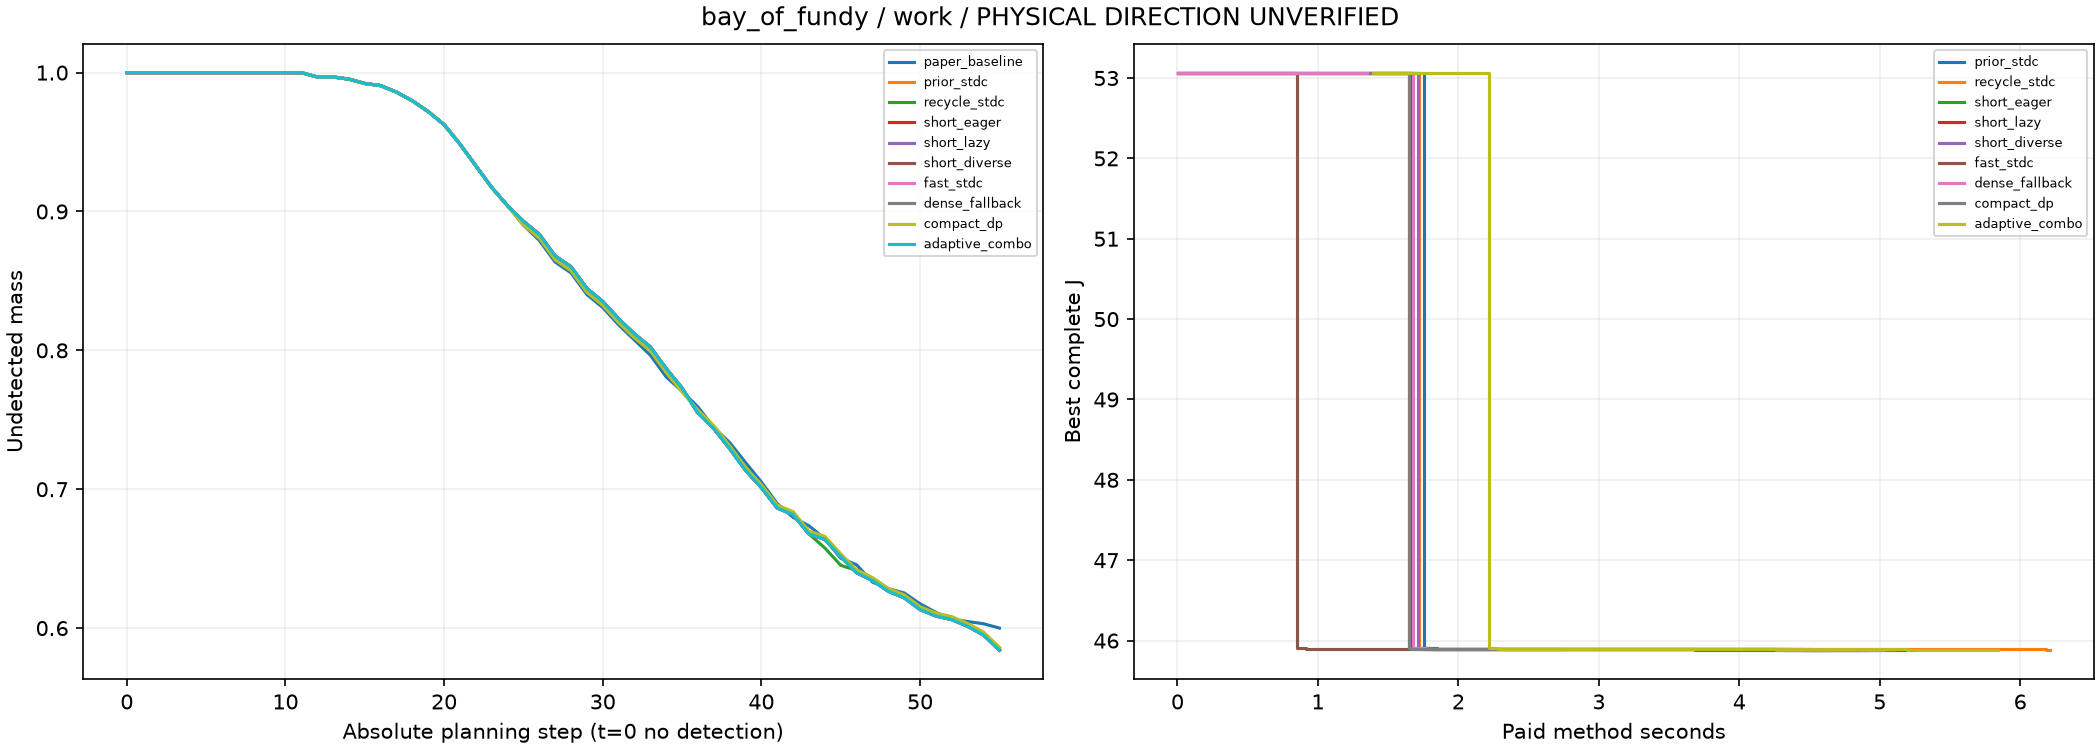 bay_of_fundy / work / PHYSICAL DIRECTION UNVERIFIED
Undetected mass
1.0
0.9
0.8
0.7
0.6
0 10 20 30 40 50
Absolute planning step (t=0 no detection)
paper_baseline
prior_stdc
recycle_stdc
short_eager
short_lazy
short_diverse
fast_stdc
dense_fallback
compact_dp
adaptive_combo
Best complete J
53
52
51
50
49
48
47
46
0 1 2 3 4 5 6
Paid method seconds
prior_stdc
recycle_stdc
short_eager
short_lazy
short_diverse
fast_stdc
dense_fallback
compact_dp
adaptive_combo